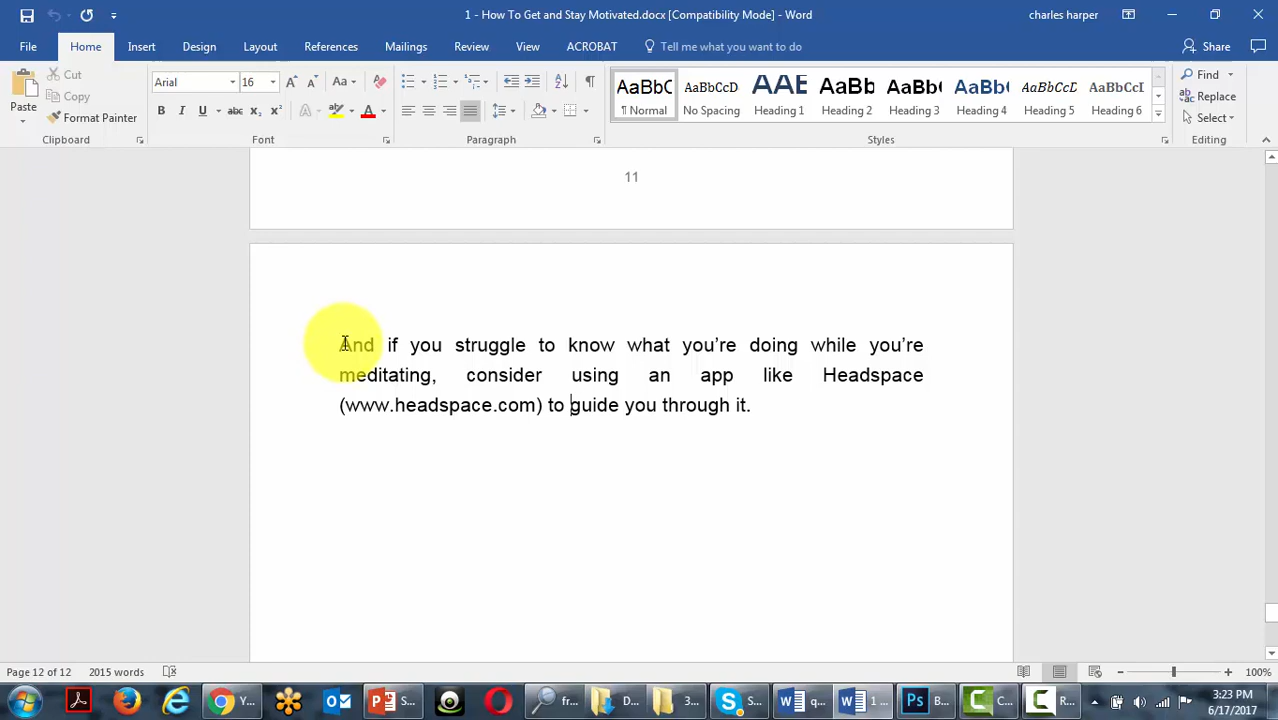 1 - How To Get and Stay Motivated.docx [Compatibility Mode] - Word
charles harper
File Home Insert Design Layout References Mailings Review View ACROBAT Tell me what you want to do Share
Paste
Cut
Copy
Format Painter
Clipboard
Arial 16
Font
Paragraph
AaBbC AaBbCcD AABB AaBb( AaBb( AaBb( AaBbCcD AaBbCcI
¶ Normal No Spacing Heading 1 Heading 2 Heading 3 Heading 4 Heading 5 Heading 6
Styles
Find
Replace
Select
Editing
11
And if you struggle to know what you’re doing while you’re
meditating, consider using an app like Headspace
(www.headspace.com) to guide you through it.
Page 12 of 12 2015 words 100%
Y... S... fr... D... 3... S... q... 1 ... B... C... R...
3:23 PM
6/17/2017